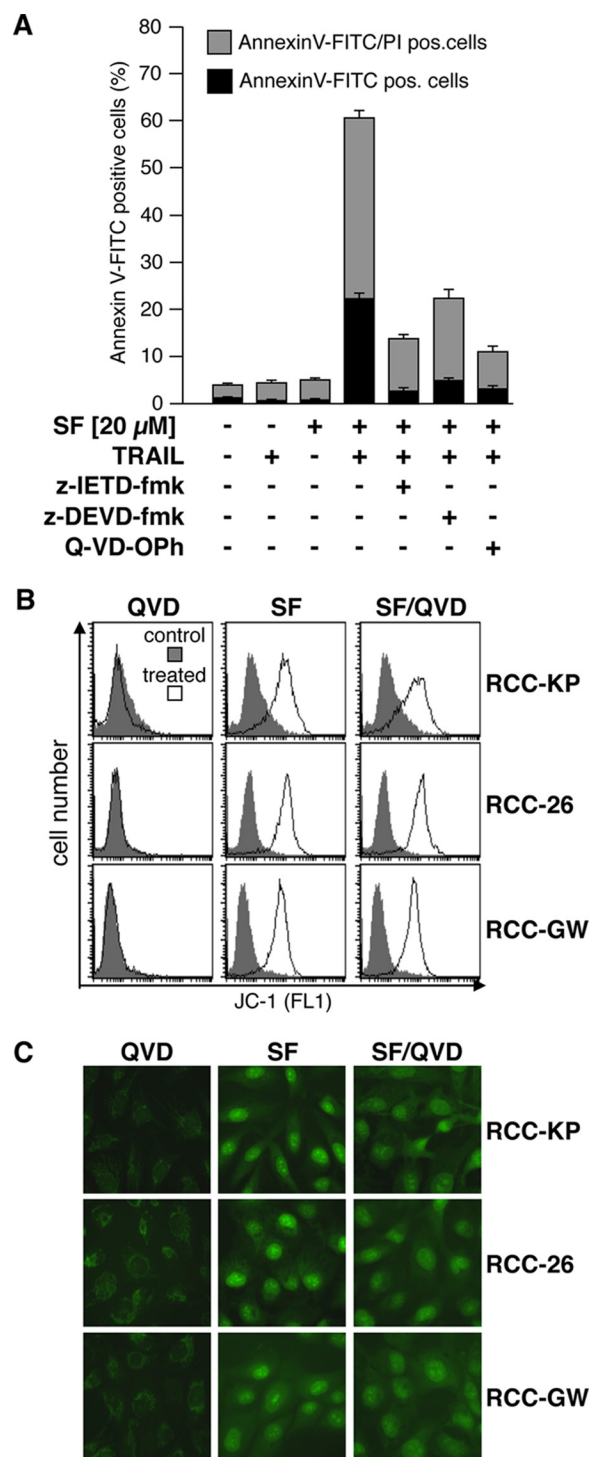 A
AnnexinV-FITC/PI pos.cells
AnnexinV-FITC pos. cells
Annexin V-FITC positive cells (%)
80
70
60
50
40
30
20
10
0
SF [20 µM] - - + + + + +
TRAIL - + - + + + +
z-IETD-fmk - - - - + - -
z-DEVD-fmk - - - - - + -
Q-VD-OPh - - - - - - +
B
QVD SF SF/QVD
control
treated
RCC-KP
RCC-26
RCC-GW
cell number
JC-1 (FL1)
C
QVD SF SF/QVD
RCC-KP
RCC-26
RCC-GW